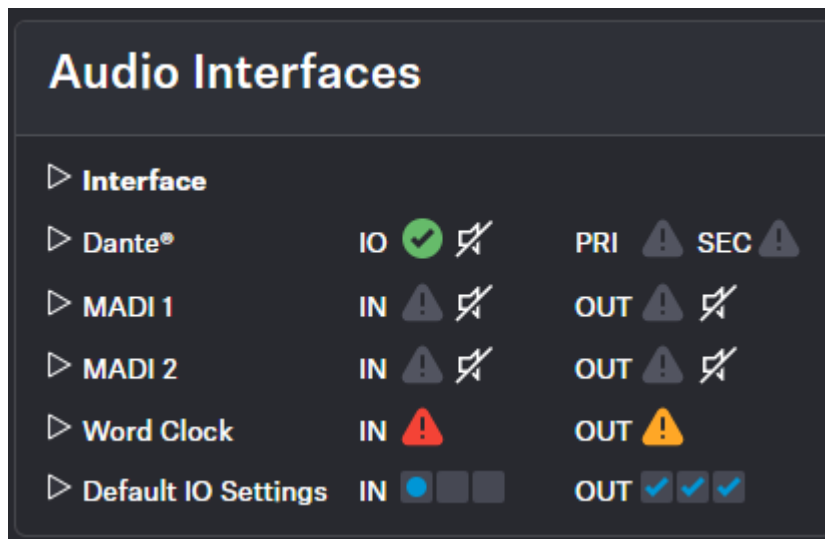 Audio Interfaces
Interface
Dante® IO PRI SEC
MADI 1 IN OUT
MADI 2 IN OUT
Word Clock IN OUT
Default IO Settings IN OUT